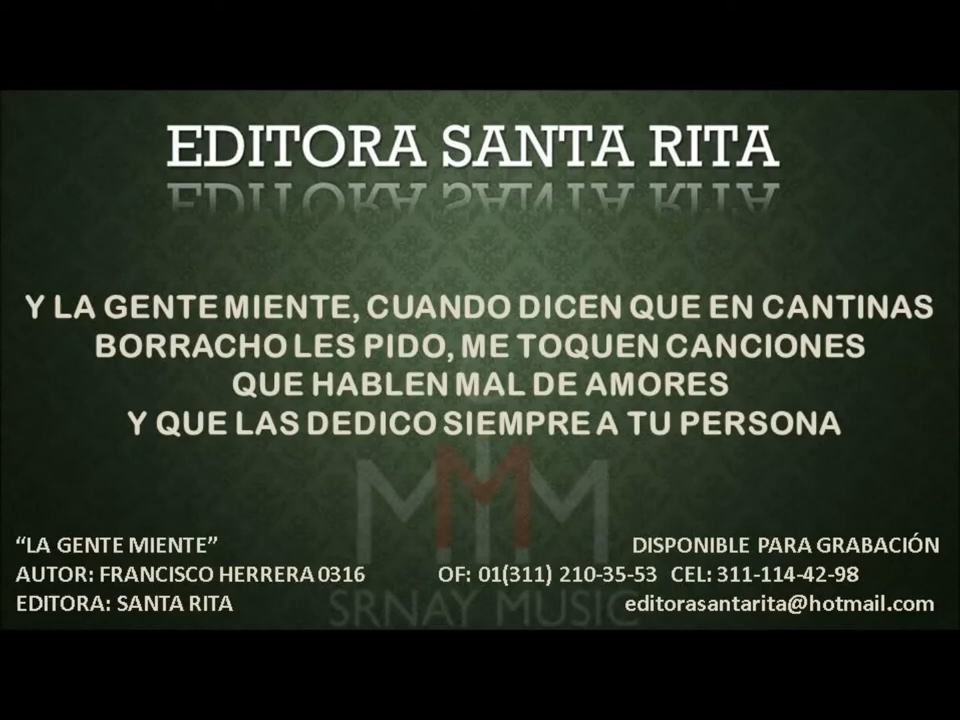 EDITORA SANTA RITA
Y LA GENTE MIENTE, CUANDO DICEN QUE EN CANTINAS
BORRACHO LES PIDO, ME TOQUEN CANCIONES
QUE HABLEN MAL DE AMORES
Y QUE LAS DEDICO SIEMPRE A TU PERSONA
MMM
“LA GENTE MIENTE” DISPONIBLE PARA GRABACIÓN
AUTOR: FRANCISCO HERRERA 0316 OF: 01(311) 210-35-53 CEL: 311-114-42-98
EDITORA: SANTA RITA editorasantarita@hotmail.com
SRNAY MUSIC